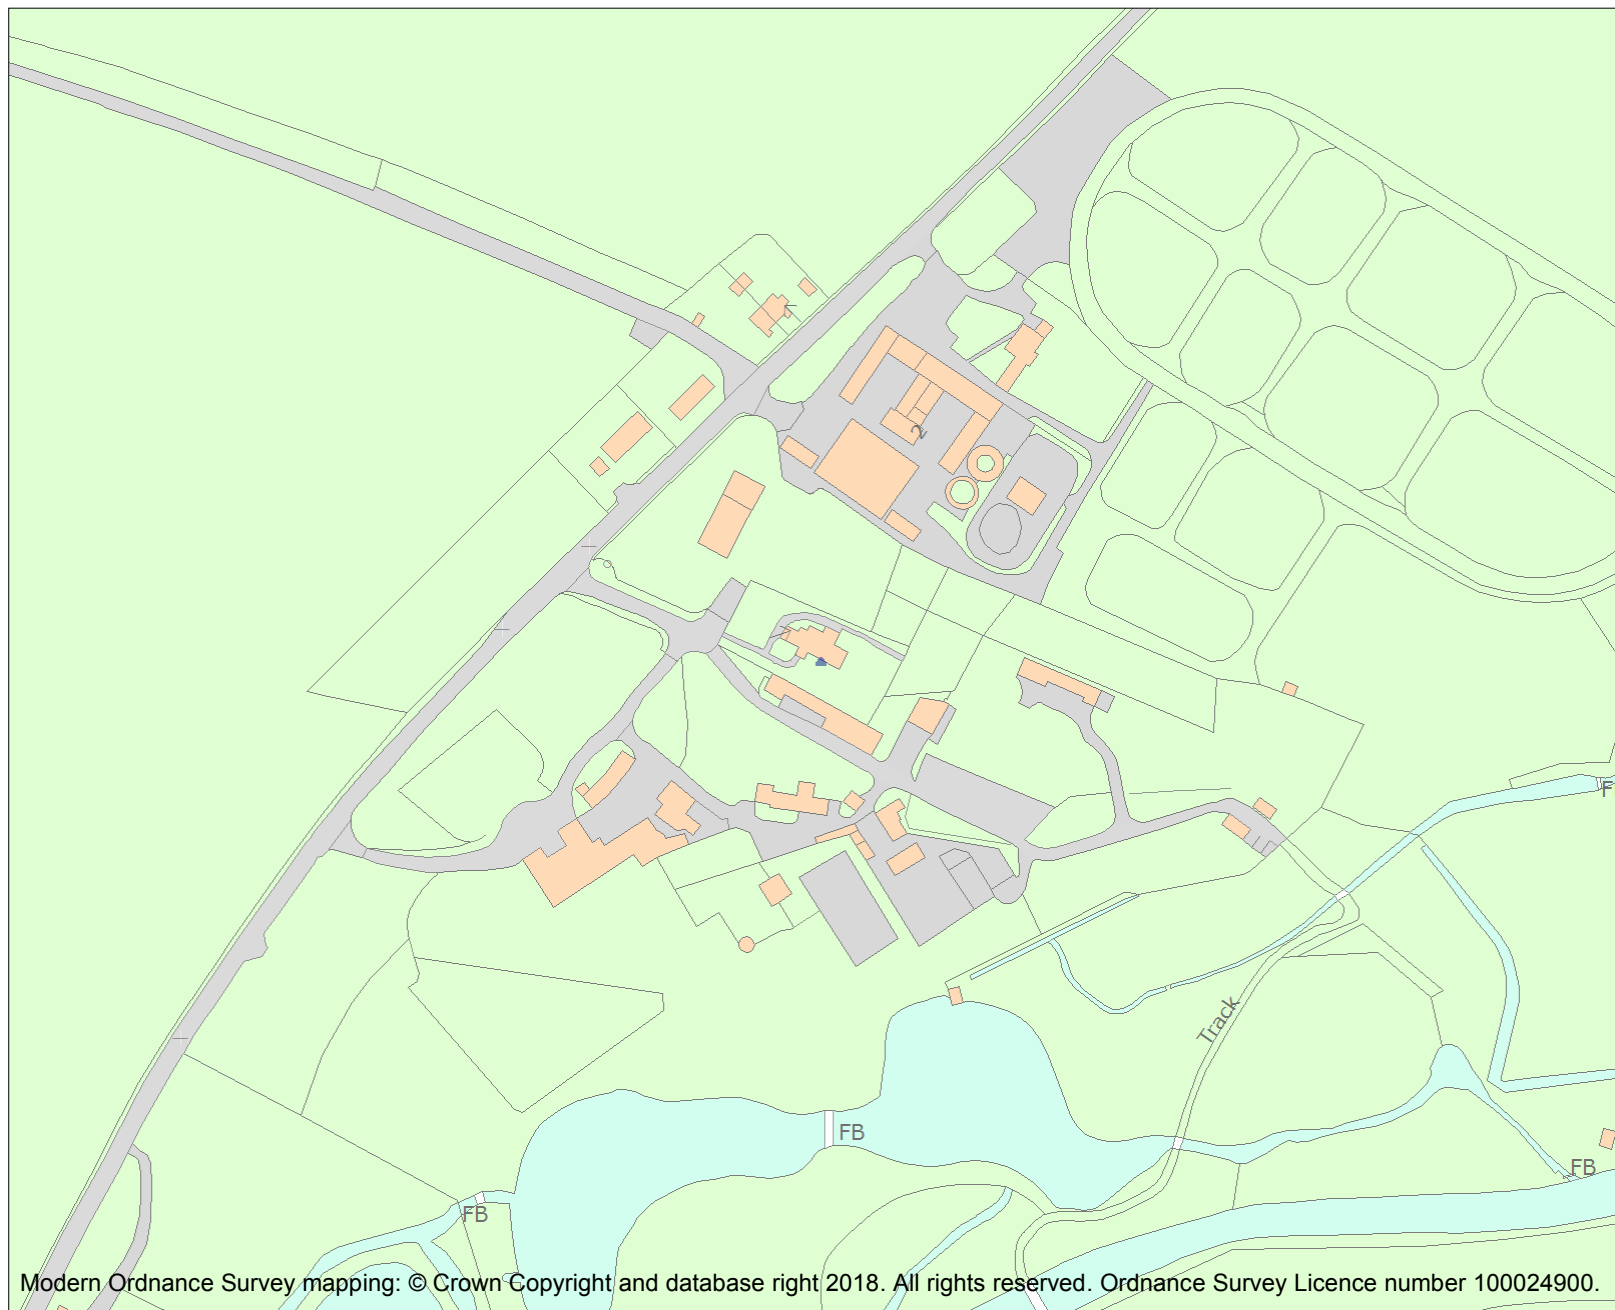 2
F
Track
FB
FB
FB
Modern Ordnance Survey mapping: © Crown Copyright and database right 2018. All rights reserved. Ordnance Survey Licence number 100024900.